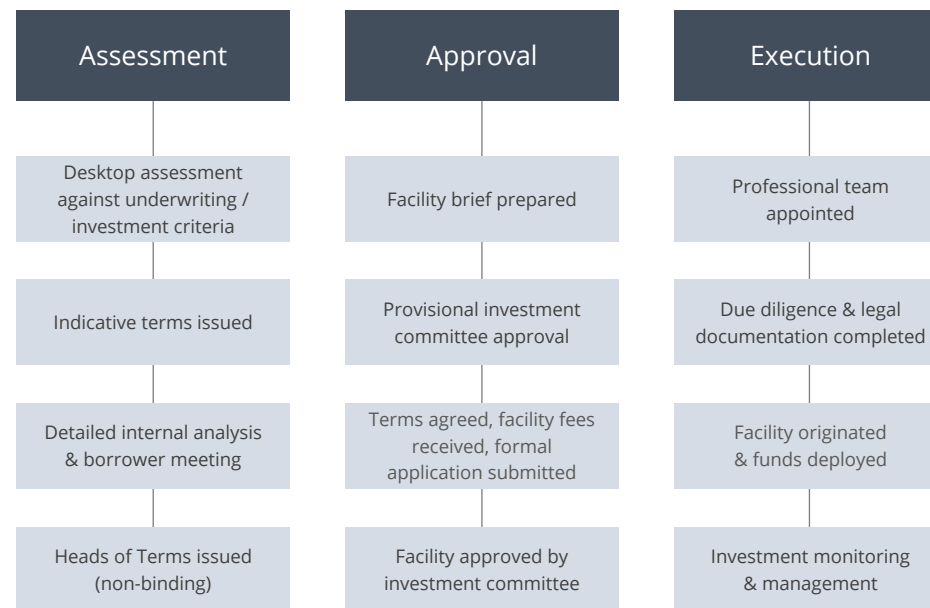 Assessment
Desktop assessment
against underwriting /
investment criteria
Indicative terms issued
Detailed internal analysis
& borrower meeting
Heads of Terms issued
(non-binding)
Approval
Facility brief prepared
Provisional investment
committee approval
Terms agreed, facility fees
received, formal
application submitted
Facility approved by
investment committee
Execution
Professional team
appointed
Due diligence & legal
documentation completed
Facility originated
& funds deployed
Investment monitoring
& management